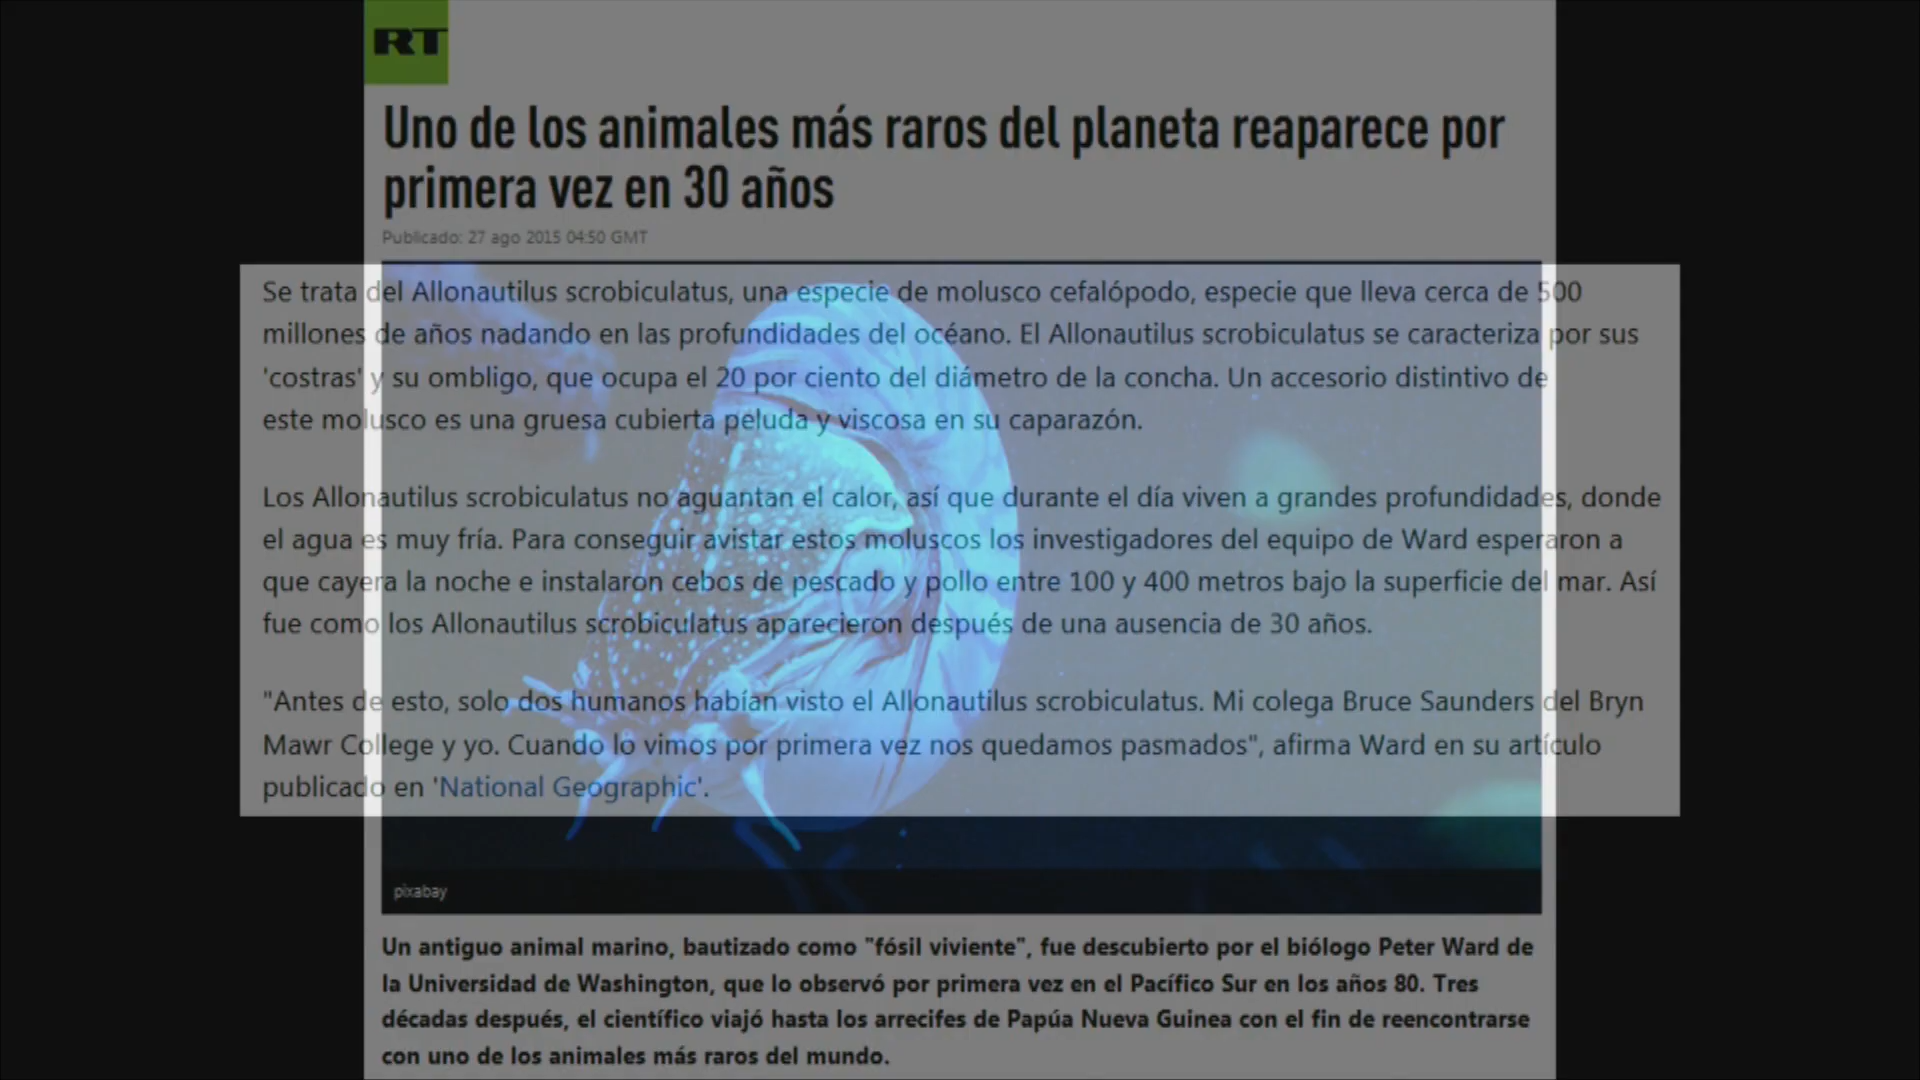 RT
Uno de los animales más raros del planeta reaparece por
primera vez en 30 años
Publicado: 27 ago 2015 04:50 GMT
Se trata del Allonautilus scrobiculatus, una especie de molusco cefalópodo, especie que lleva cerca de 500
millones de años nadando en las profundidades del océano. El Allonautilus scrobiculatus se caracteriza por sus
'costras' y su ombligo, que ocupa el 20 por ciento del diámetro de la concha. Un accesorio distintivo de
este molusco es una gruesa cubierta peluda y viscosa en su caparazón.
Los Allonautilus scrobiculatus no aguantan el calor, así que durante el día viven a grandes profundidades, donde
el agua es muy fría. Para conseguir avistar estos moluscos los investigadores del equipo de Ward esperaron a
que cayera la noche e instalaron cebos de pescado y pollo entre 100 y 400 metros bajo la superficie del mar. Así
fue como los Allonautilus scrobiculatus aparecieron después de una ausencia de 30 años.
"Antes de esto, solo dos humanos habían visto el Allonautilus scrobiculatus. Mi colega Bruce Saunders del Bryn
Mawr College y yo. Cuando lo vimos por primera vez nos quedamos pasmados", afirma Ward en su artículo
publicado en 'National Geographic'.
pixabay
Un antiguo animal marino, bautizado como "fósil viviente", fue descubierto por el biólogo Peter Ward de
la Universidad de Washington, que lo observó por primera vez en el Pacífico Sur en los años 80. Tres
décadas después, el científico viajó hasta los arrecifes de Papúa Nueva Guinea con el fin de reencontrarse
con uno de los animales más raros del mundo.